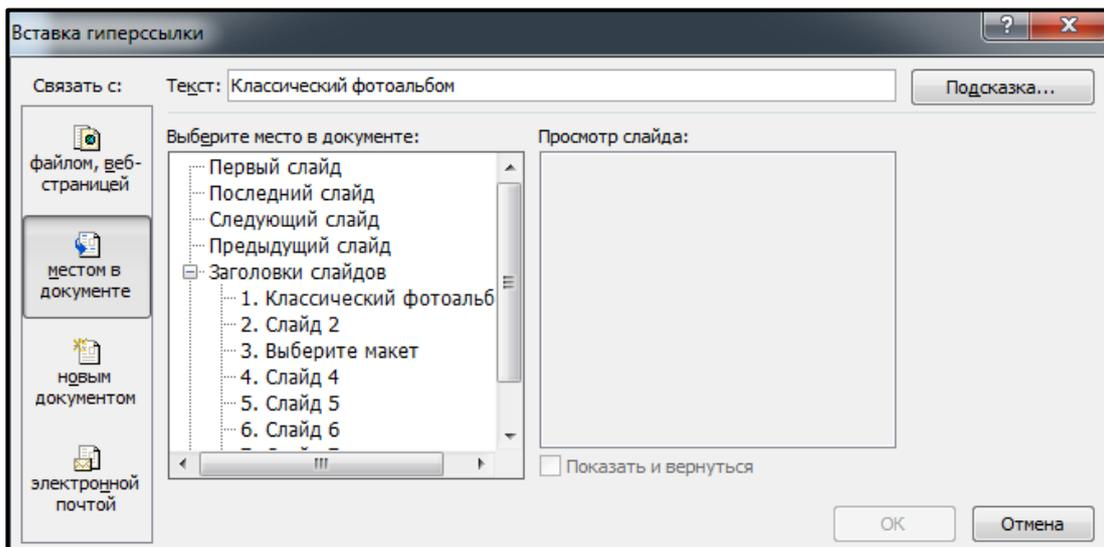 Вставка гиперссылки
Связать с:
Текст: Классический фотоальбом
Подсказка...
файлом, веб-
страницей
местом в
документе
новым
документом
электронной
почтой
Выберите место в документе:
Первый слайд
Последний слайд
Следующий слайд
Предыдущий слайд
Заголовки слайдов
1. Классический фотоальб
2. Слайд 2
3. Выберите макет
4. Слайд 4
5. Слайд 5
6. Слайд 6
Просмотр слайда:
Показать и вернуться
ОК
Отмена